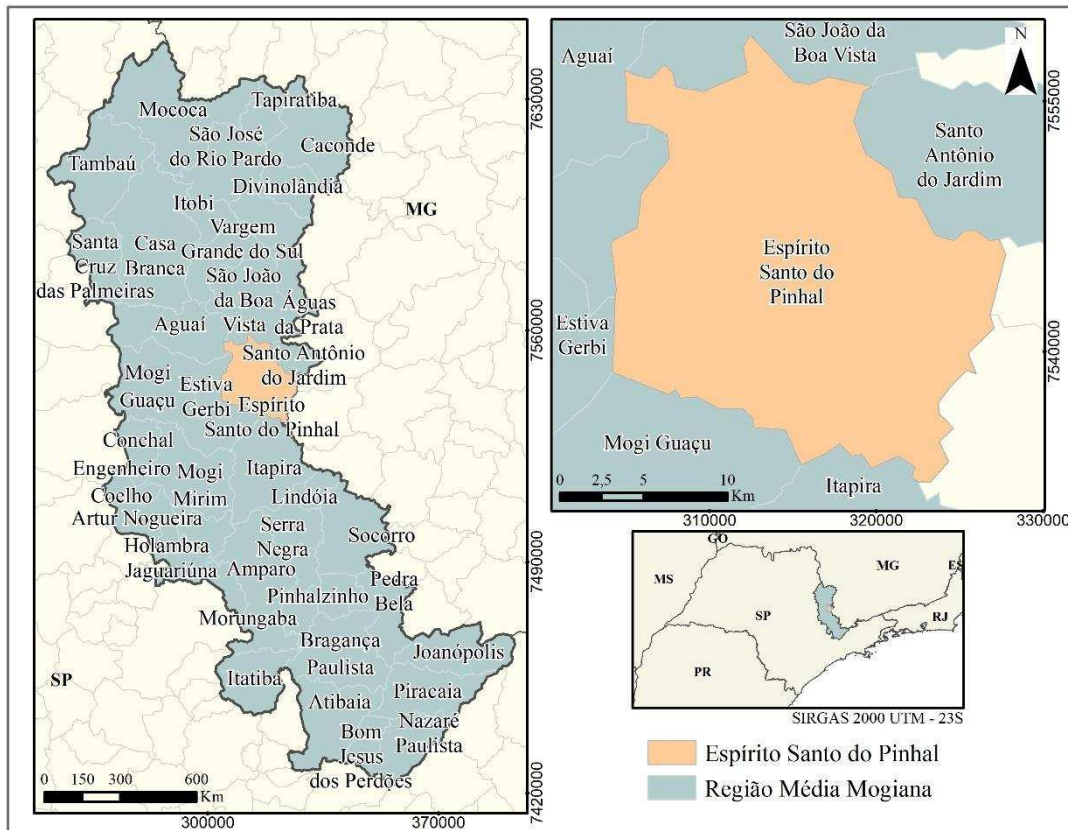 Mococa
Tapiratiba
São José
do Rio Pardo
Caconde
Tambaú
Divinolândia
Itobi
MG
Vargem
Grande do Sul
Santa
Cruz
das Palmeiras
Casa
Branca
São João
da Boa
Vista
Águas
da Prata
Aguaí
Santo Antônio
do Jardim
Mogi
Guaçu
Estiva
Gerbi
Espírito
Santo do Pinhal
Conchal
Engenheiro
Coelho
Mogi
Mirim
Itapira
Lindóia
Artur Nogueira
Serra
Negra
Socorro
Holambra
Jaguariúna
Amparo
Pedra
Bela
Pinhalzinho
Morungaba
Bragança
Paulista
Joanópolis
SP
Itatiba
Atibaia
Piracaia
Nazaré
Paulista
Bom
Jesus
dos Perdões
0 150 300 600
Km
300000 370000
7630000
7560000
7490000
7420000
São João da
Boa Vista
Aguaí
N
Santo
Antônio
do Jardim
Espírito
Santo do
Pinhal
Estiva
Gerbi
Mogi Guaçu
Itapira
0 2,5 5 10
Km
310000 320000 330000
7555000
7540000
GO
MS
MG
ES
SP
RJ
PR
SIRGAS 2000 UTM - 23S
Espírito Santo do Pinhal
Região Média Mogiana